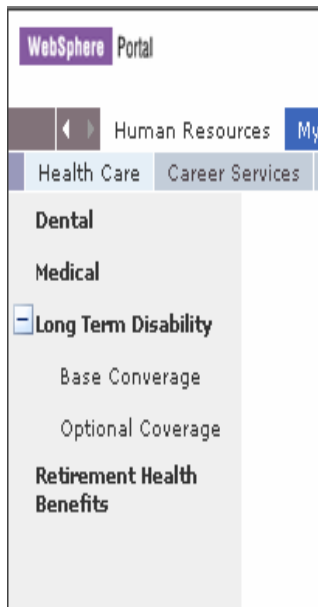 WebSphere Portal
Human Resources My
Health Care Career Services
Dental
Medical
Long Term Disability
Base Converage
Optional Coverage
Retirement Health
Benefits